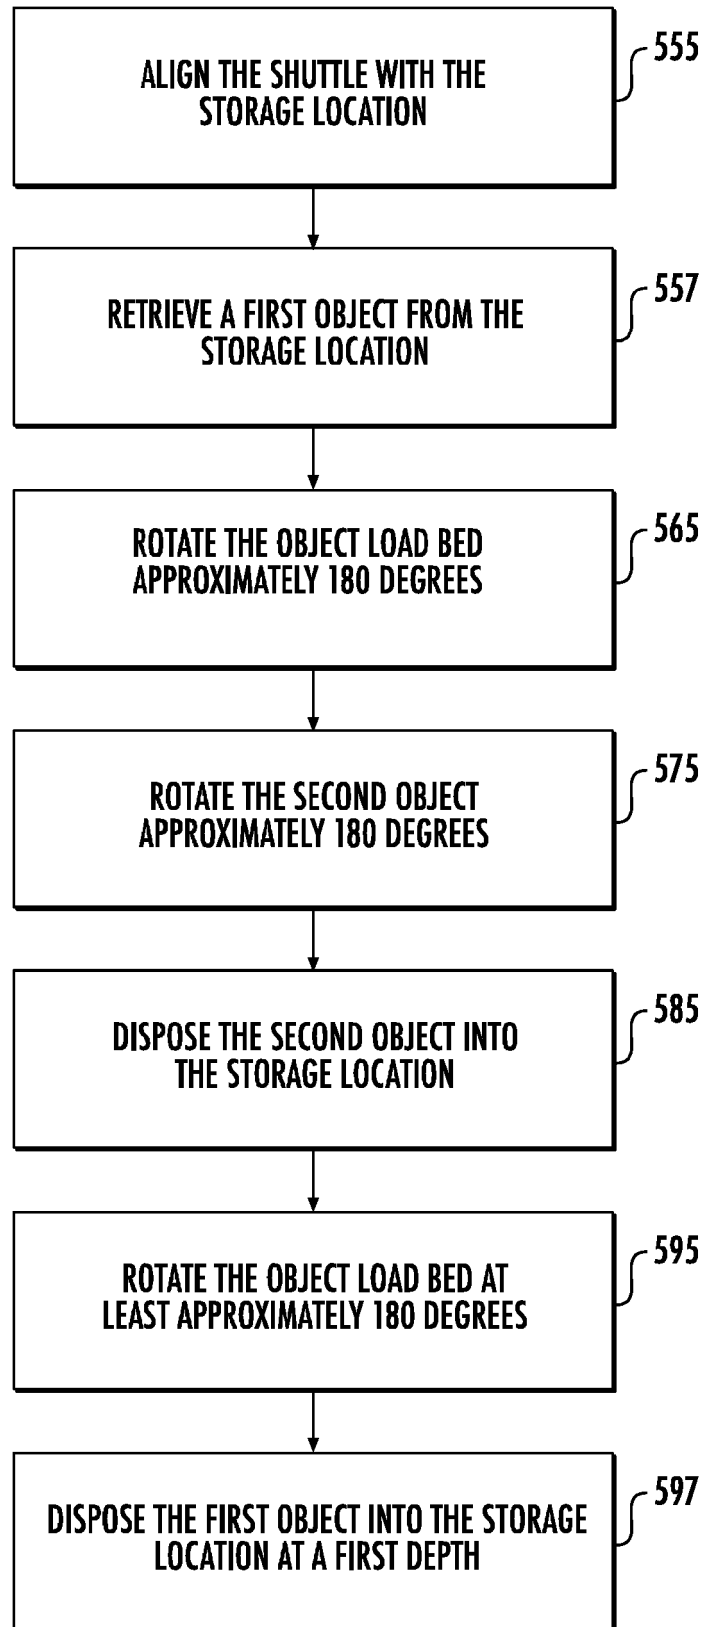 555
ALIGN THE SHUTTLE WITH THE
STORAGE LOCATION
557
RETRIEVE A FIRST OBJECT FROM THE
STORAGE LOCATION
565
ROTATE THE OBJECT LOAD BED
APPROXIMATELY 180 DEGREES
575
ROTATE THE SECOND OBJECT
APPROXIMATELY 180 DEGREES
585
DISPOSE THE SECOND OBJECT INTO
THE STORAGE LOCATION
595
ROTATE THE OBJECT LOAD BED AT
LEAST APPROXIMATELY 180 DEGREES
597
DISPOSE THE FIRST OBJECT INTO THE STORAGE
LOCATION AT A FIRST DEPTH